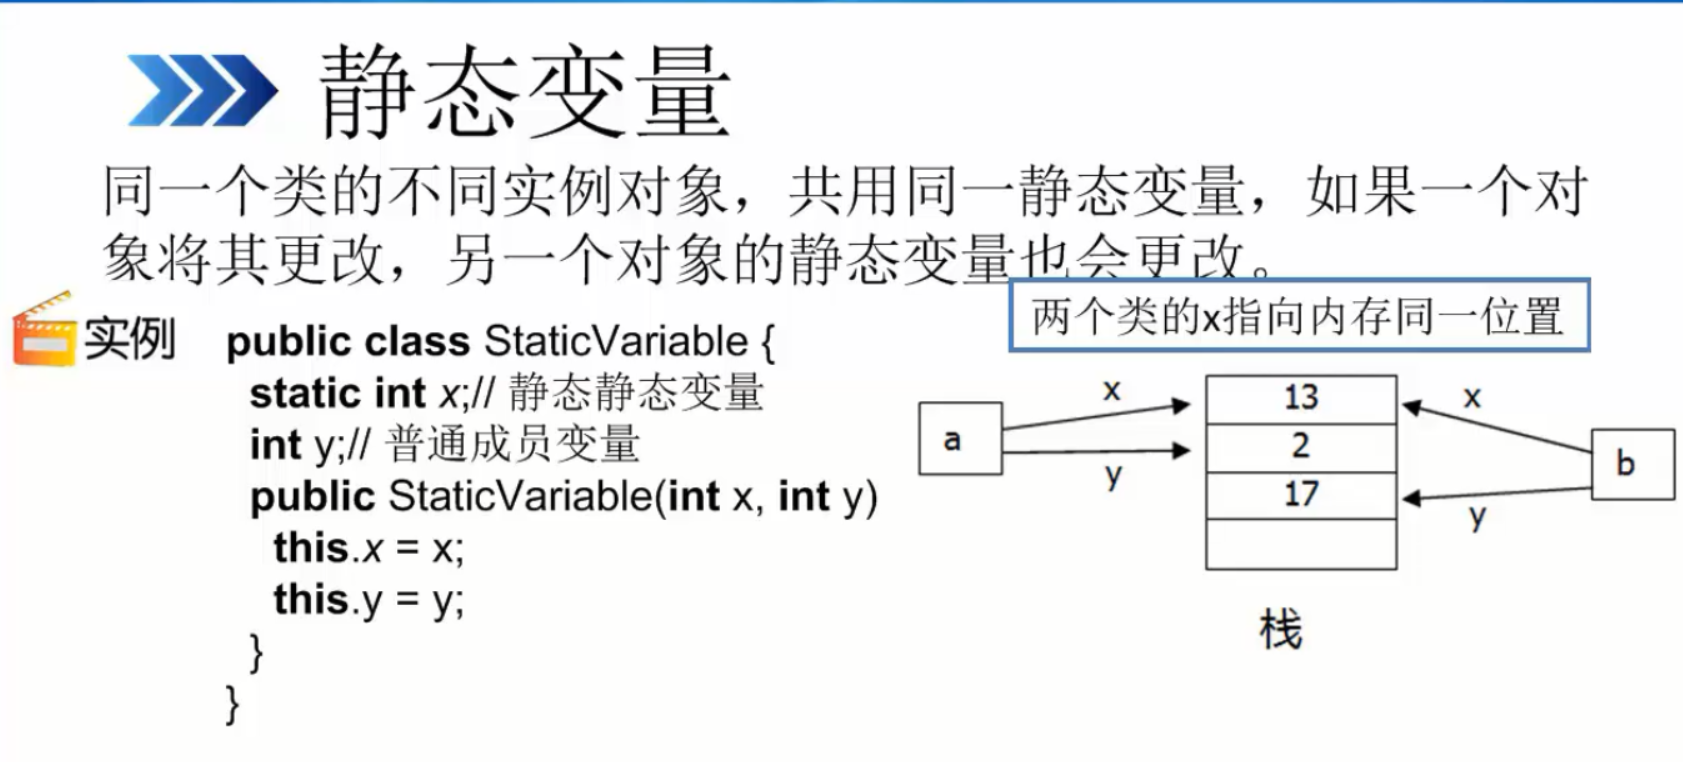 静态变量
同一个类的不同实例对象，共用同一静态变量，如果一个对
象将其更改，另一个对象的静态变量也会更改。
两个类的x指向内存同一位置
实例
public class StaticVariable {
static int x;// 静态静态变量
int y;// 普通成员变量
public StaticVariable(int x, int y)
this.x = x;
this.y = y;
}
}
a
x
y
13
2
17
x
y
b
栈